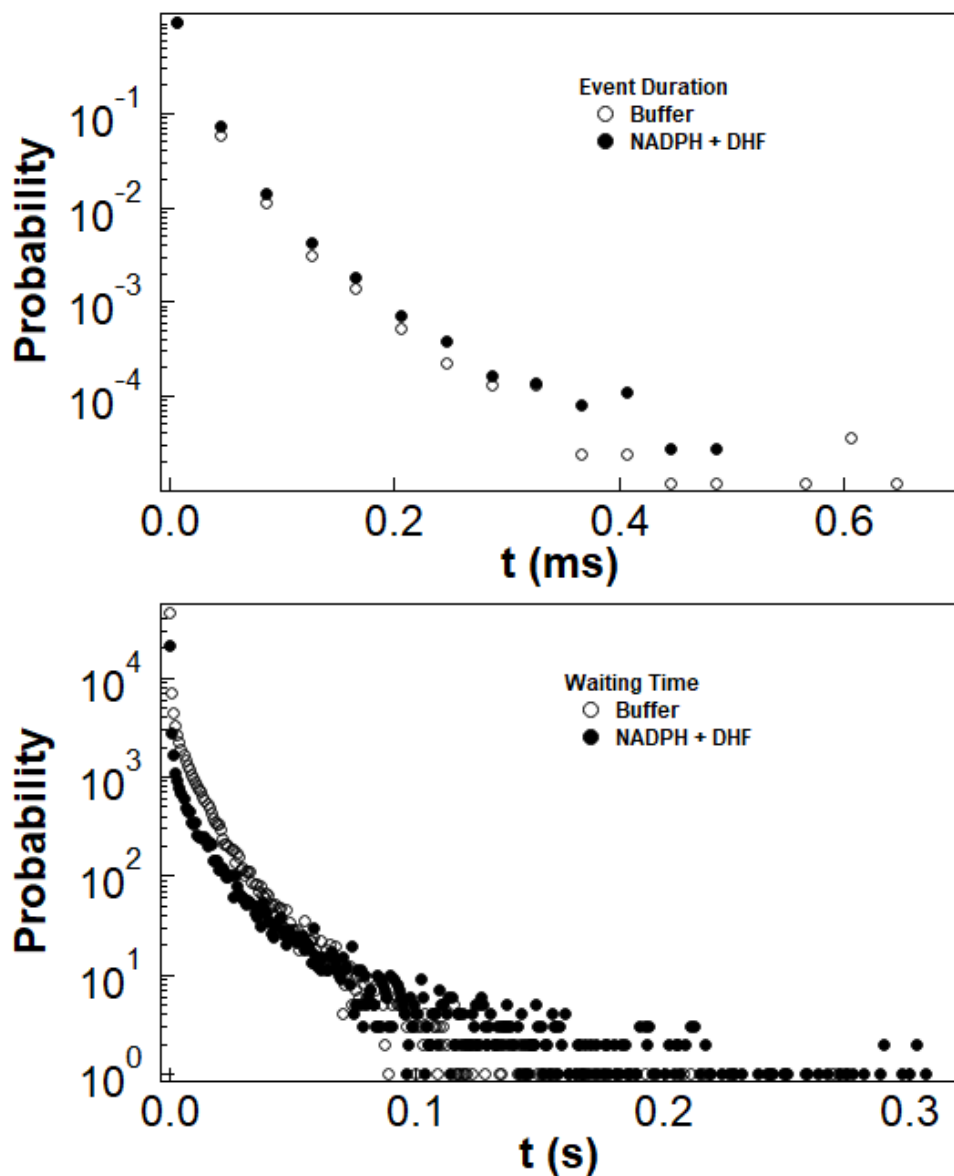 Probability
10^-1
10^-2
10^-3
10^-4
Event Duration
Buffer
NADPH + DHF
0.0 0.2 0.4 0.6
t (ms)
Probability
10^4
10^3
10^2
10^1
10^0
Waiting Time
Buffer
NADPH + DHF
0.0 0.1 0.2 0.3
t (s)